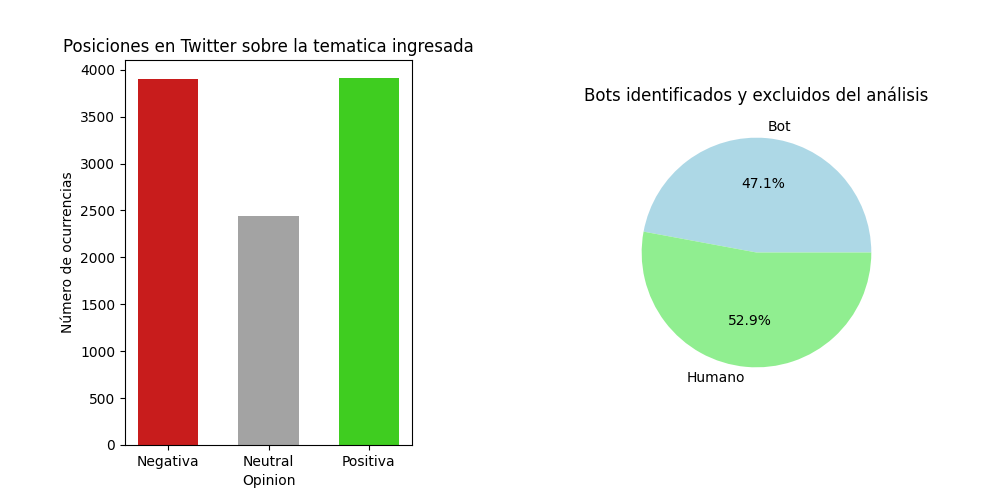 Posiciones en Twitter sobre la tematica ingresada
Número de ocurrencias
4000
3500
3000
2500
2000
1500
1000
500
0
Negativa
Neutral
Positiva
Opinion
Bots identificados y excluidos del análisis
Bot
47.1%
52.9%
Humano